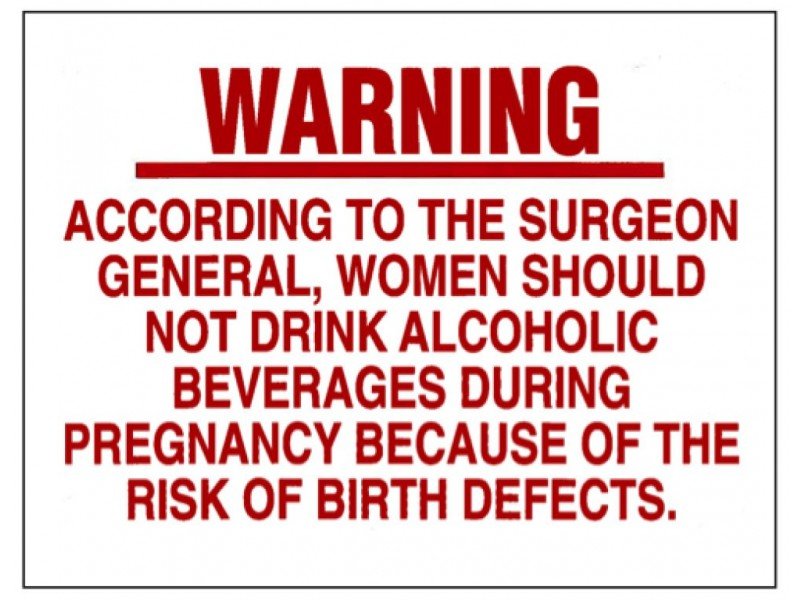 WARNING
ACCORDING TO THE SURGEON
GENERAL, WOMEN SHOULD
NOT DRINK ALCOHOLIC
BEVERAGES DURING
PREGNANCY BECAUSE OF THE
RISK OF BIRTH DEFECTS.